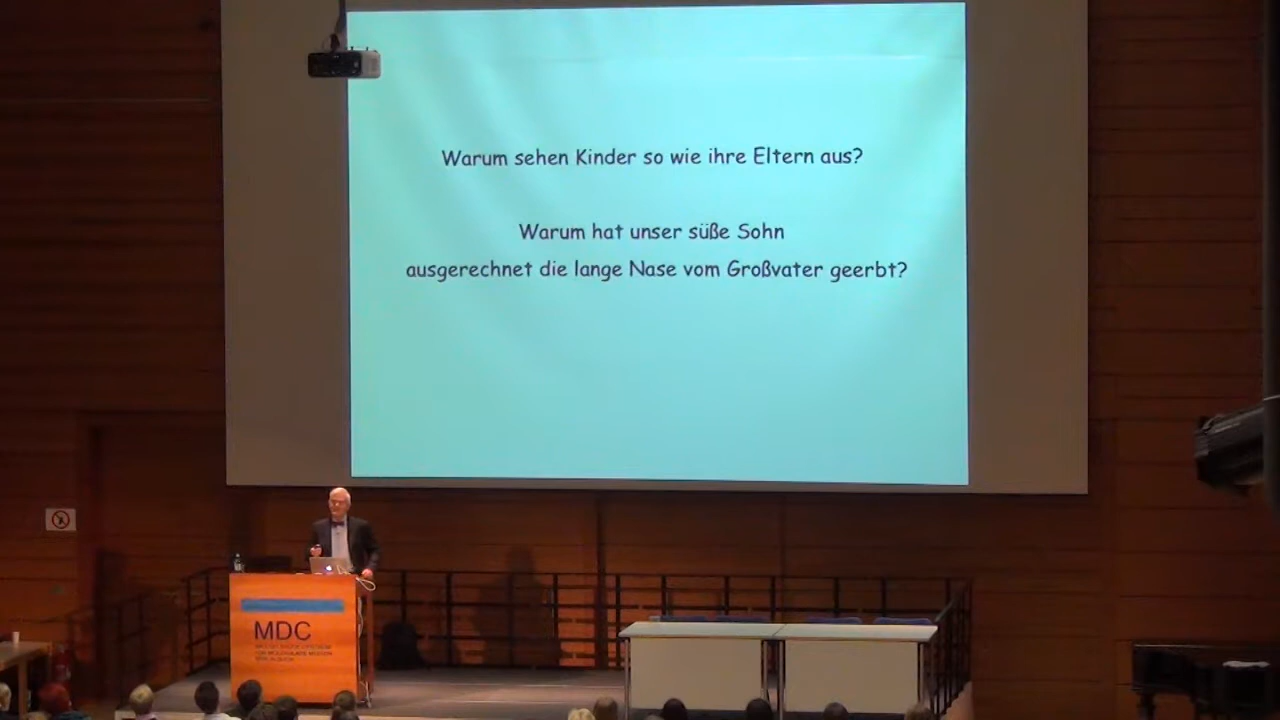 Warum sehen Kinder so wie ihre Eltern aus?
Warum hat unser süße Sohn
ausgerechnet die lange Nase vom Großvater geerbt?
MDC